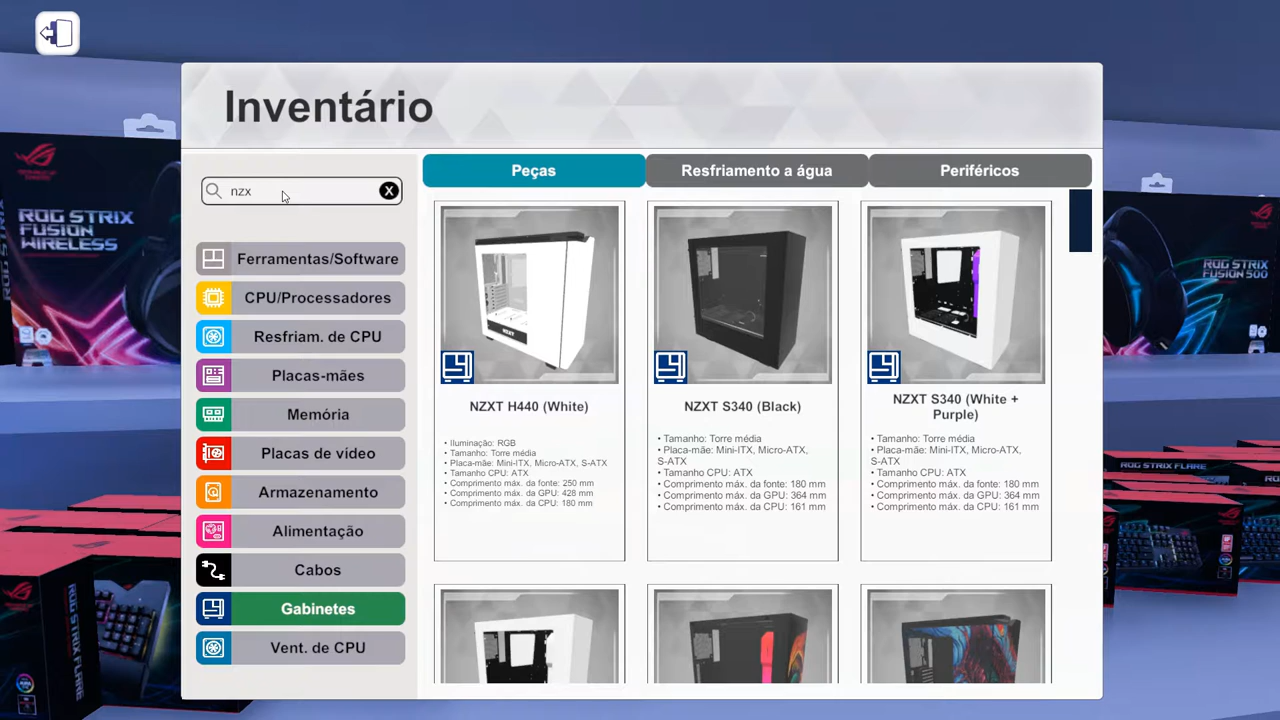 Inventário
nzx
X
Peças
Resfriamento a água
Periféricos
Ferramentas/Software
CPU/Processadores
Resfriam. de CPU
Placas-mães
Memória
Placas de vídeo
Armazenamento
Alimentação
Cabos
Gabinetes
Vent. de CPU
NZXT
NZXT H440 (White)
• Iluminação: RGB
• Tamanho: Torre média
• Placa-mãe: Mini-ITX, Micro-ATX, S-ATX
• Tamanho CPU: ATX
• Comprimento máx. da fonte: 250 mm
• Comprimento máx. da GPU: 428 mm
• Comprimento máx. da CPU: 180 mm
NZXT S340 (Black)
• Tamanho: Torre média
• Placa-mãe: Mini-ITX, Micro-ATX,
S-ATX
• Tamanho CPU: ATX
• Comprimento máx. da fonte: 180 mm
• Comprimento máx. da GPU: 364 mm
• Comprimento máx. da CPU: 161 mm
NZXT S340 (White +
Purple)
• Tamanho: Torre média
• Placa-mãe: Mini-ITX, Micro-ATX,
S-ATX
• Tamanho CPU: ATX
• Comprimento máx. da fonte: 180 mm
• Comprimento máx. da GPU: 364 mm
• Comprimento máx. da CPU: 161 mm
ROG STRIX
FUSION
WIRELESS
ROG STRIX
FUSION 500
ROG STRIX FLARE
ROG STRIX FLARE